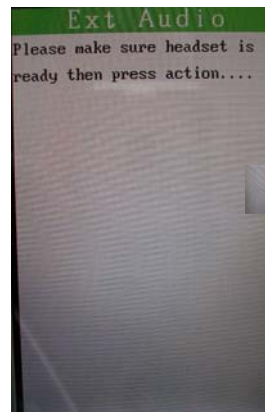 Ext Audio
Please make sure headset is
ready then press action....